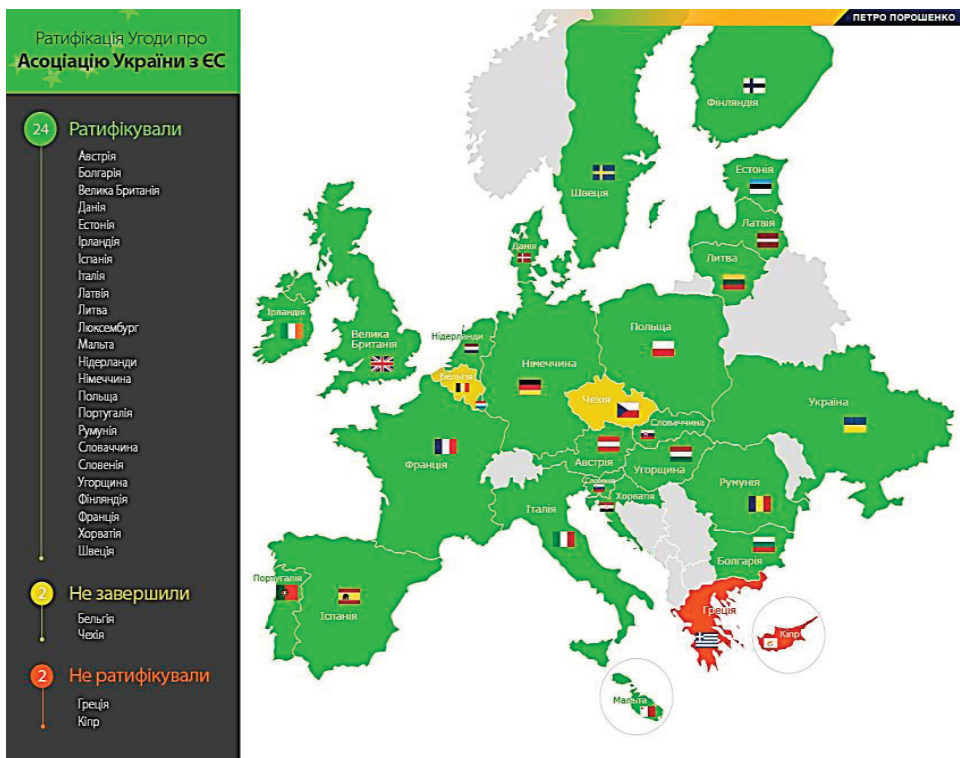 ПЕТРО ПОРОШЕНКО
Ратифікація Угоди про
Асоціацію України з ЄС
24 Ратифікували
Австрія
Болгарія
Велика Британія
Данія
Естонія
Ірландія
Іспанія
Італія
Латвія
Литва
Люксембург
Мальта
Нідерланди
Німеччина
Польща
Португалія
Румунія
Словаччина
Словенія
Угорщина
Фінляндія
Франція
Хорватія
Швеція
2 Не завершили
Бельгія
Чехія
2 Не ратифікували
Греція
Кіпр
Фінляндія
Естонія
Швеція
Латвія
Данія
Литва
Ірландія
Велика
Британія
Нідерланди
Польща
Німеччина
Бельгія
Чехія
Україна
Словаччина
Франція
Австрія
Угорщина
Словенія
Румунія
Хорватія
Італія
Болгарія
Португалія
Іспанія
Греція
Кіпр
Мальта